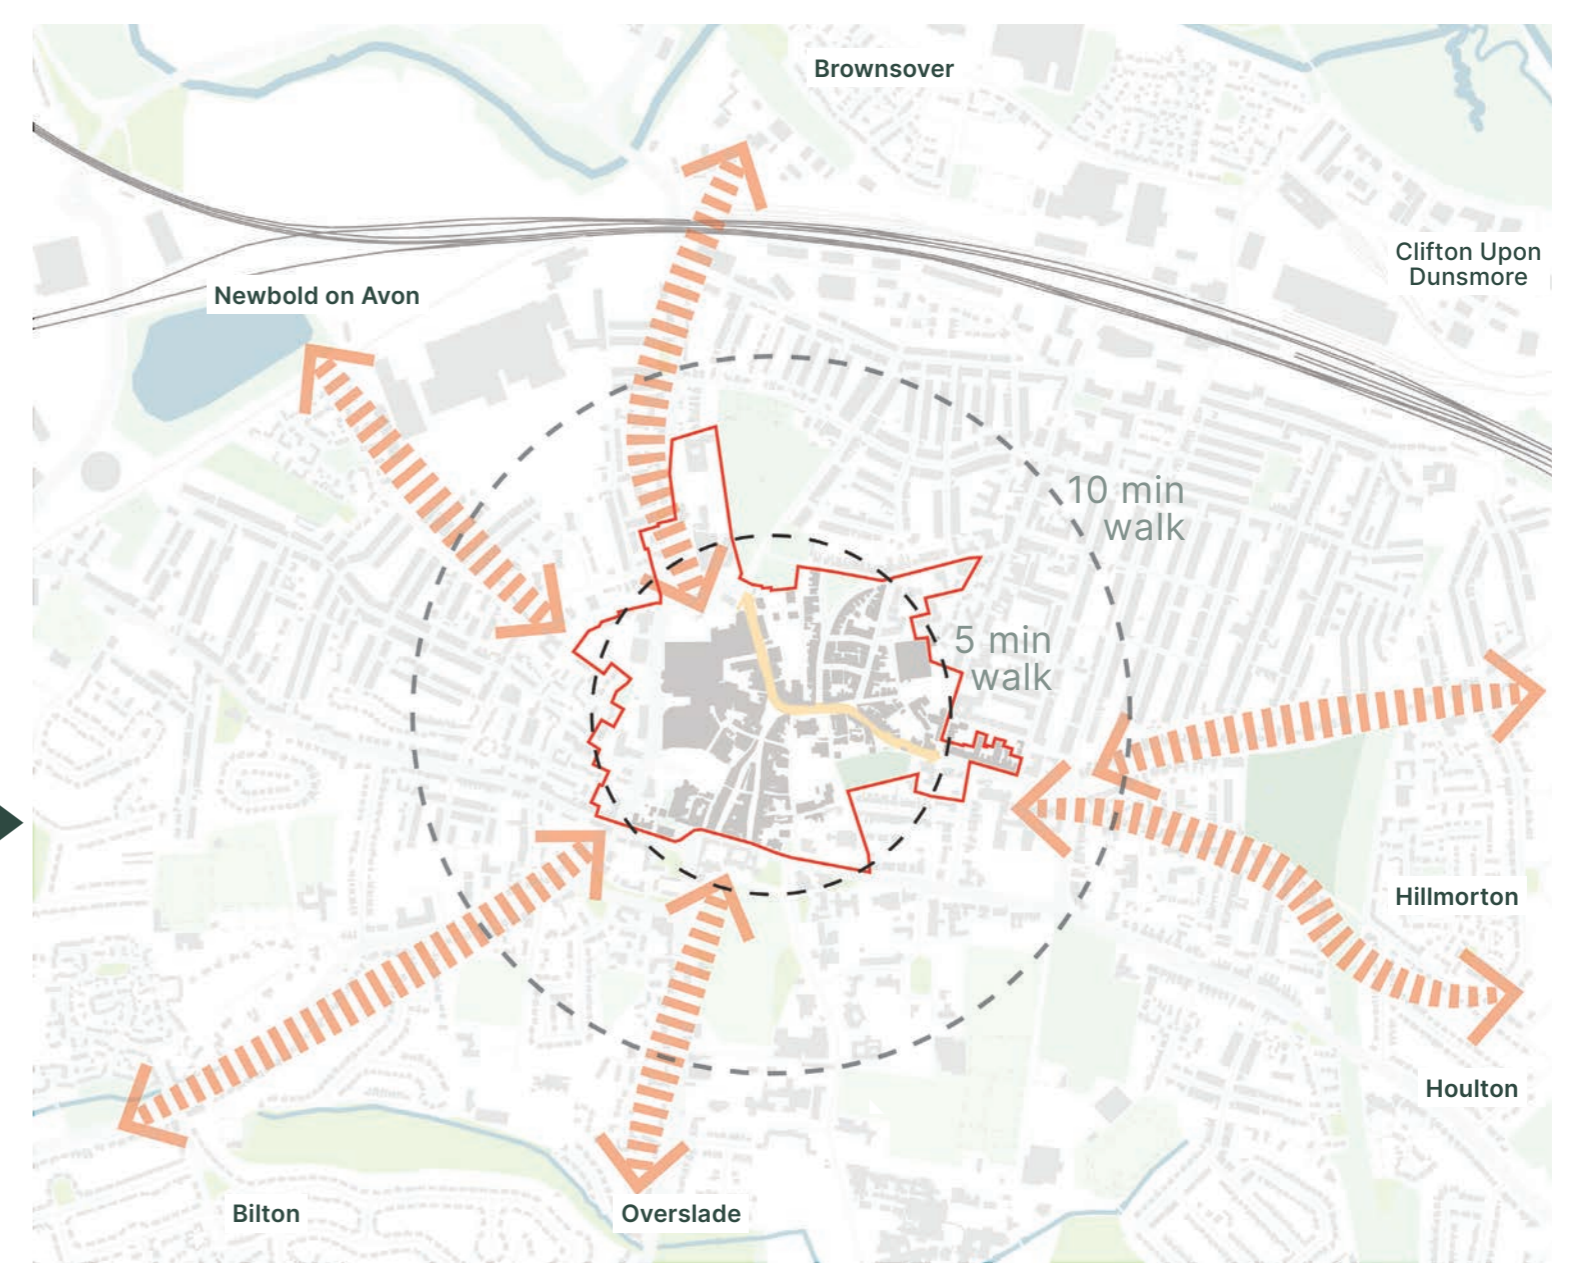 Brownsover
Clifton Upon
Dunsmore
Newbold on Avon
10 min
walk
5 min
walk
Hillmorton
Houlton
Bilton
Overslade